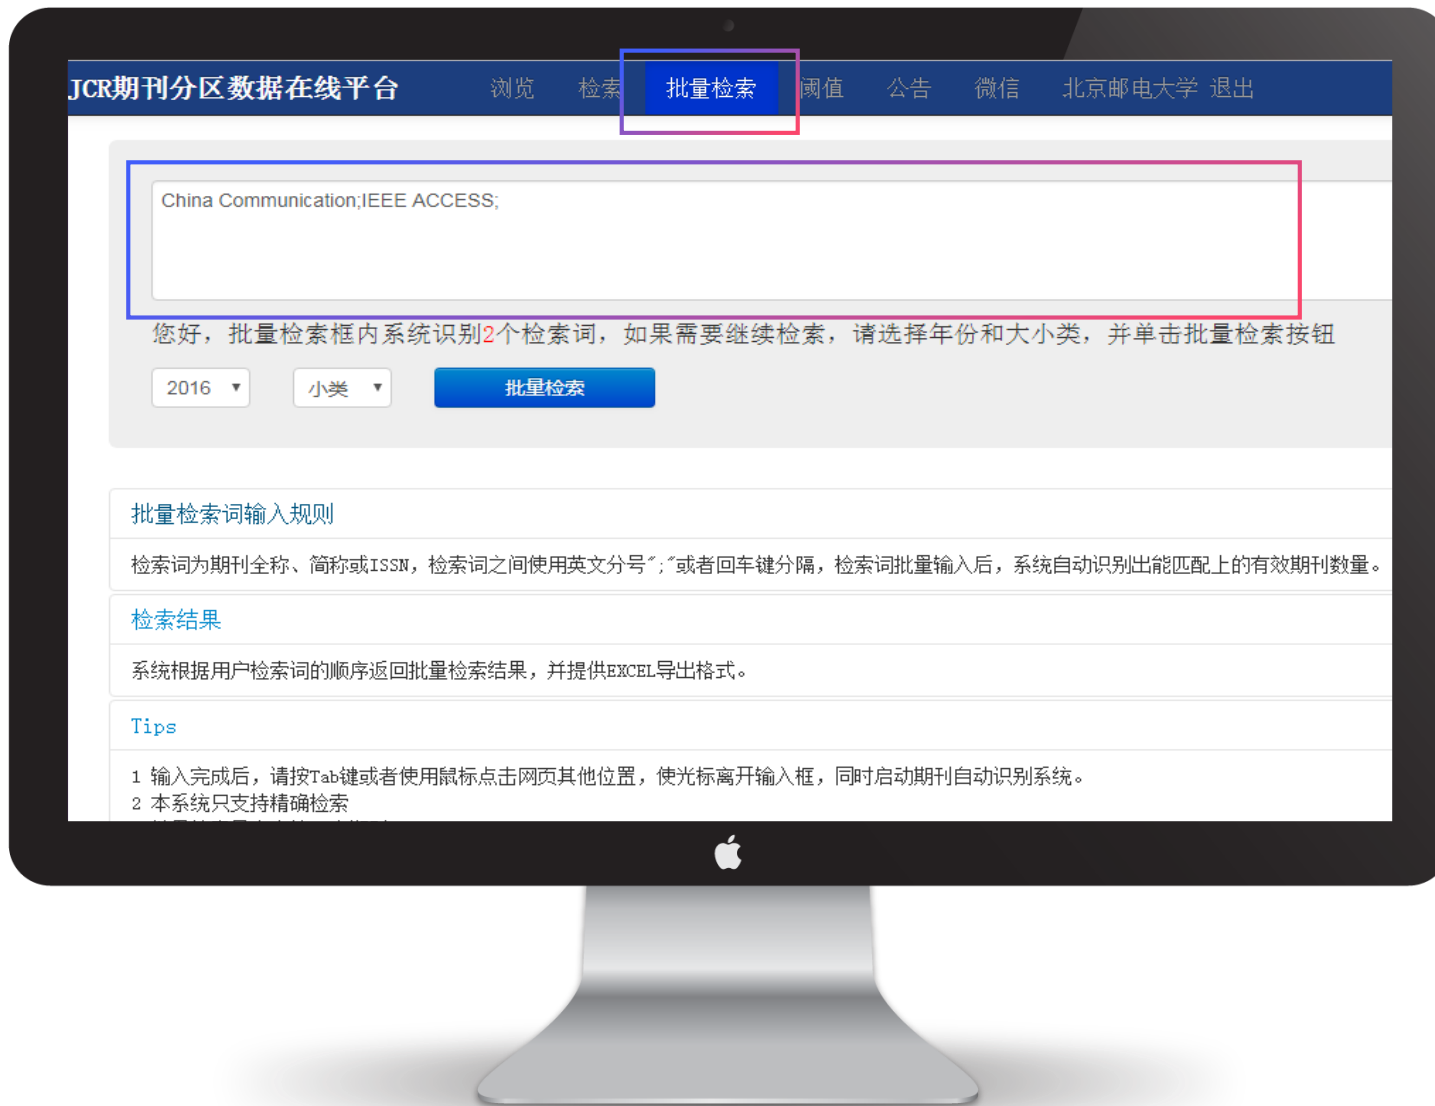 JCR期刊分区数据在线平台 浏览 检索 批量检索 阈值 公告 微信 北京邮电大学 退出
China Communication;IEEE ACCESS;
您好，批量检索框内系统识别2个检索词，如果需要继续检索，请选择年份和大小类，并单击批量检索按钮
2016 小类 批量检索
批量检索词输入规则
检索词为期刊全称、简称或ISSN，检索词之间使用英文分号″;″或者回车键分隔，检索词批量输入后，系统自动识别出能匹配上的有效期刊数量。
检索结果
系统根据用户检索词的顺序返回批量检索结果，并提供EXCEL导出格式。
Tips
1 输入完成后，请按Tab键或者使用鼠标点击网页其他位置，使光标离开输入框，同时启动期刊自动识别系统。
2 本系统只支持精确检索